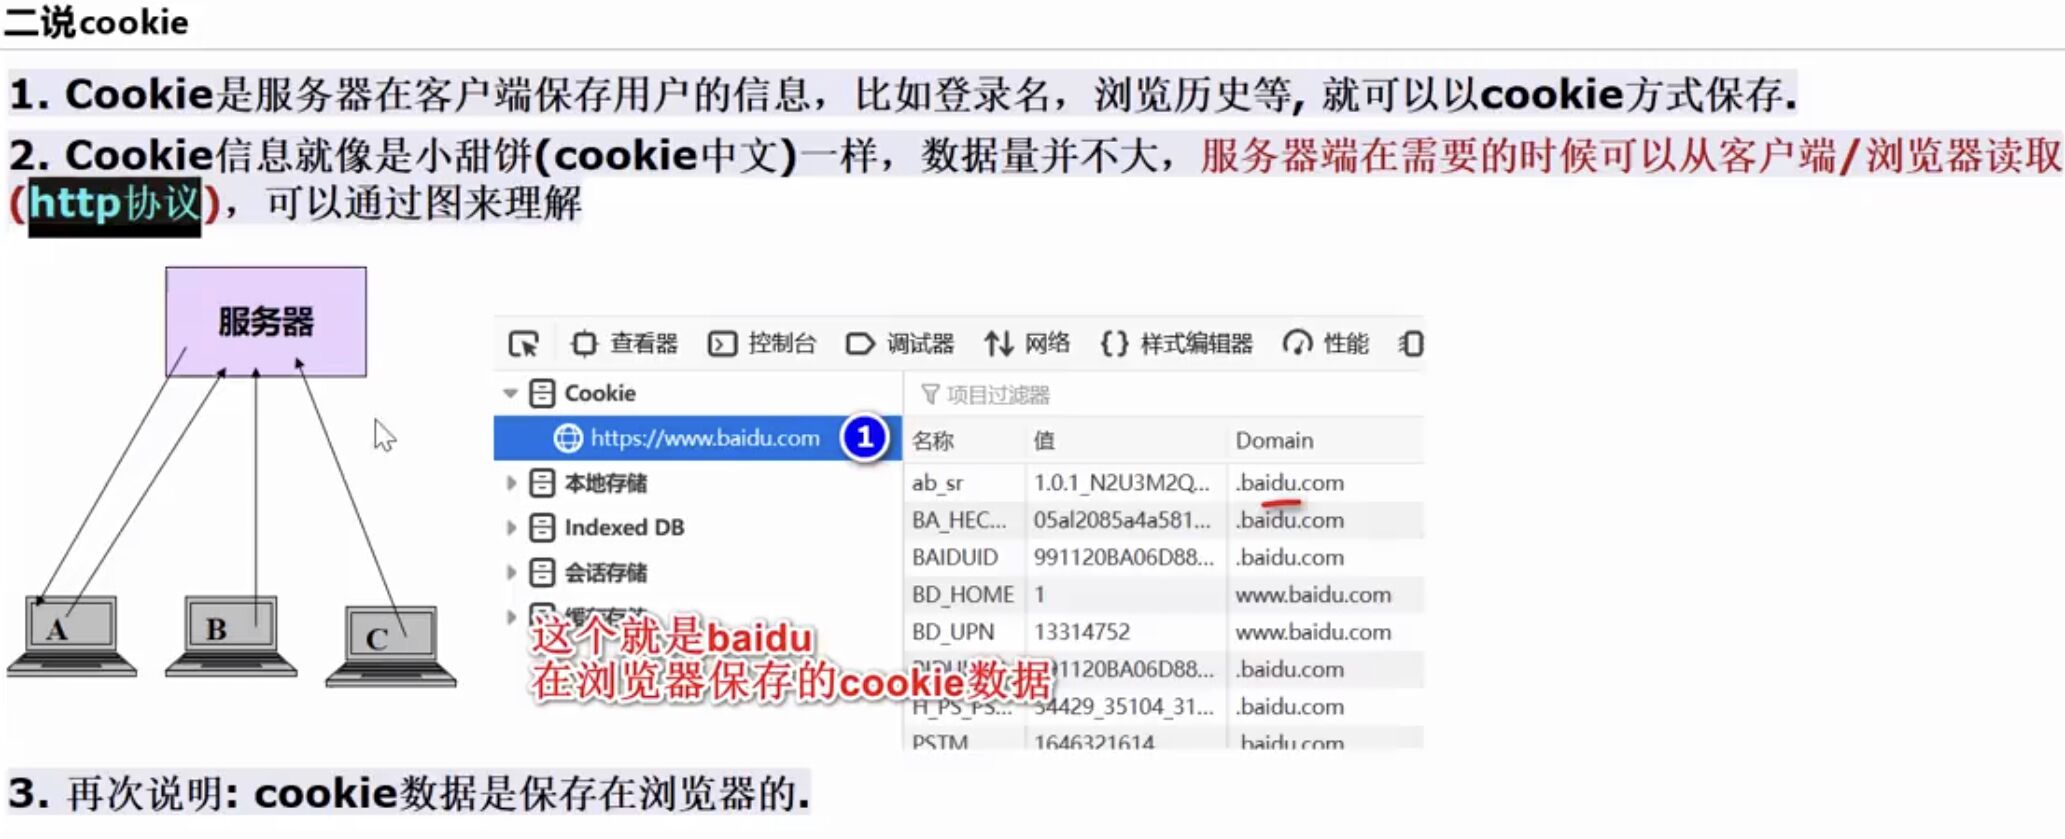 二说cookie
1. Cookie是服务器在客户端保存用户的信息，比如登录名，浏览历史等, 就可以以cookie方式保存.
2. Cookie信息就像是小甜饼(cookie中文)一样，数据量并不大，服务器端在需要的时候可以从客户端/浏览器读取
(http协议)，可以通过图来理解
服务器
A
B
C
查看器 控制台 调试器 网络 样式编辑器 性能
Cookie
https://www.baidu.com 1
本地存储
Indexed DB
会话存储
这个就是baidu
在浏览器保存的cookie数据
项目过滤器
名称 值 Domain
ab_sr 1.0.1_N2U3M2Q... .baidu.com
BA_HEC... 05al2085a4a581... .baidu.com
BAIDUID 991120BA06D88... .baidu.com
BD_HOME 1 www.baidu.com
BD_UPN 13314752 www.baidu.com
91120BA06D88... .baidu.com
H_PS_PS... 54429_35104_31... .baidu.com
PSTM 1646321614 .baidu.com
3. 再次说明: cookie数据是保存在浏览器的.